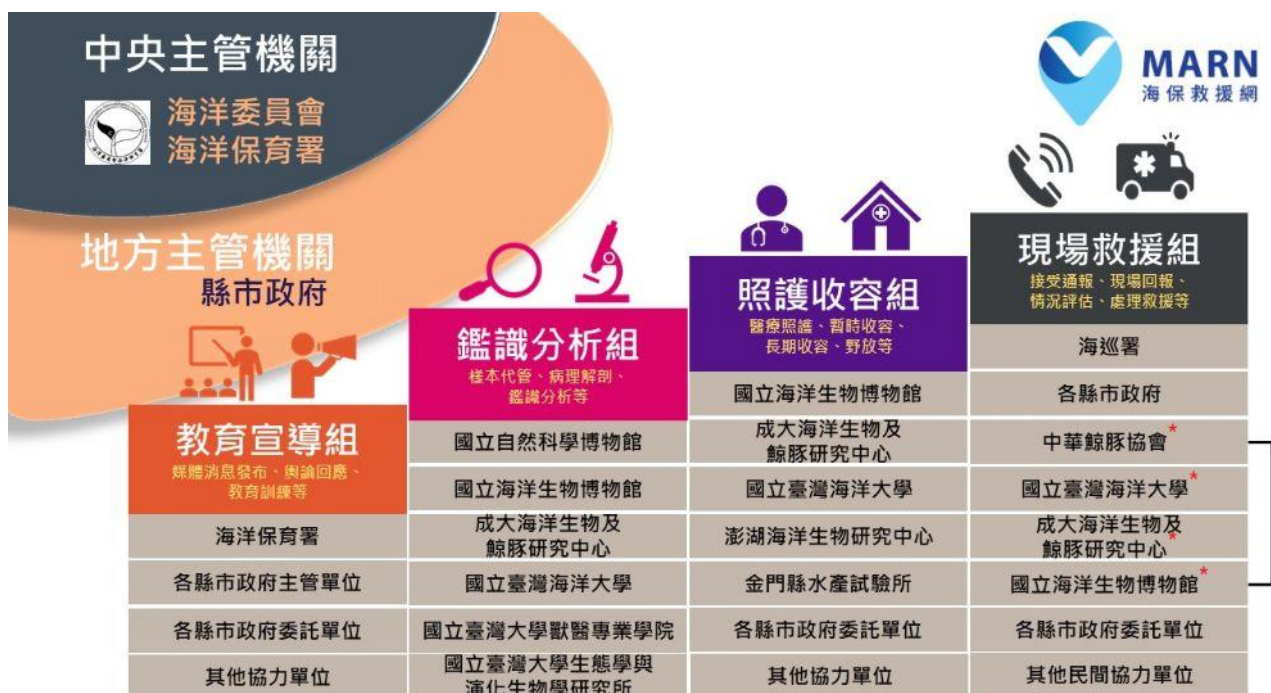 中央主管機關
海洋委員會
海洋保育署
MARN
海保救援網
地方主管機關
縣市政府
教育宣導組
媒體消息發布、輿論回應、
教育訓練等
海洋保育署
各縣市政府主管單位
各縣市政府委託單位
其他協力單位
鑑識分析組
樣本代管、病理解剖、
鑑識分析等
國立自然科學博物館
國立海洋生物博物館
成大海洋生物及
鯨豚研究中心
國立臺灣海洋大學
國立臺灣大學獸醫專業學院
國立臺灣大學生態學與
演化生物學研究所
照護收容組
醫療照護、暫時收容、
長期收容、野放等
國立海洋生物博物館
成大海洋生物及
鯨豚研究中心
國立臺灣海洋大學
澎湖海洋生物研究中心
金門縣水產試驗所
各縣市政府委託單位
其他協力單位
現場救援組
接受通報、現場回報、
情況評估、處理救援等
海巡署
各縣市政府
中華鯨豚協會*
國立臺灣海洋大學*
成大海洋生物及
鯨豚研究中心*
國立海洋生物博物館*
各縣市政府委託單位
其他民間協力單位